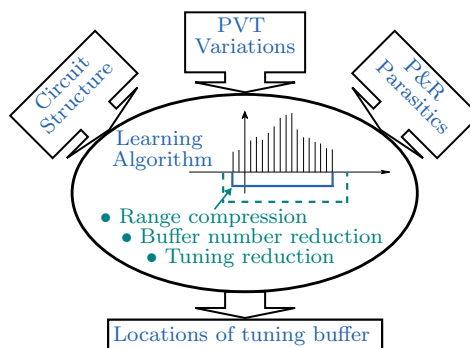 PVT
Variations
Circuit
Structure
P&R
Parasitics
Learning
Algorithm
• Range compression
• Buffer number reduction
• Tuning reduction
Locations of tuning buffer